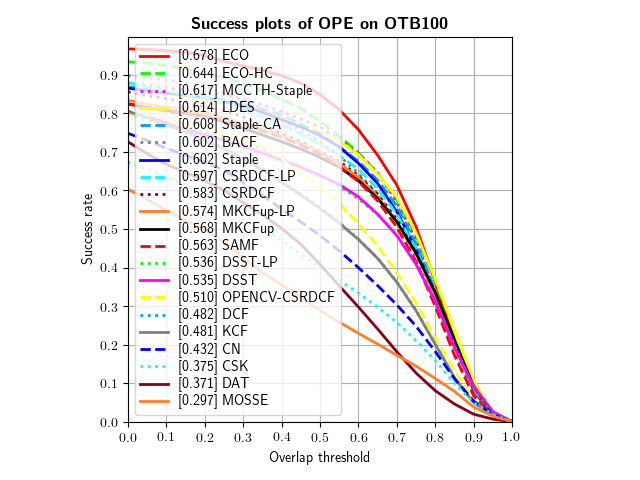 Success plots of OPE on OTB100
Success rate
0.9
0.8
0.7
0.6
0.5
0.4
0.3
0.2
0.1
0.0
[0.678] ECO
[0.644] ECO-HC
[0.617] MCCTH-Staple
[0.614] LDES
[0.608] Staple-CA
[0.602] BACF
[0.602] Staple
[0.597] CSRDCF-LP
[0.583] CSRDCF
[0.574] MKCFup-LP
[0.568] MKCFup
[0.563] SAMF
[0.536] DSST-LP
[0.535] DSST
[0.510] OPENCV-CSRDCF
[0.482] DCF
[0.481] KCF
[0.432] CN
[0.375] CSK
[0.371] DAT
[0.297] MOSSE
0.0 0.1 0.2 0.3 0.4 0.5 0.6 0.7 0.8 0.9 1.0
Overlap threshold